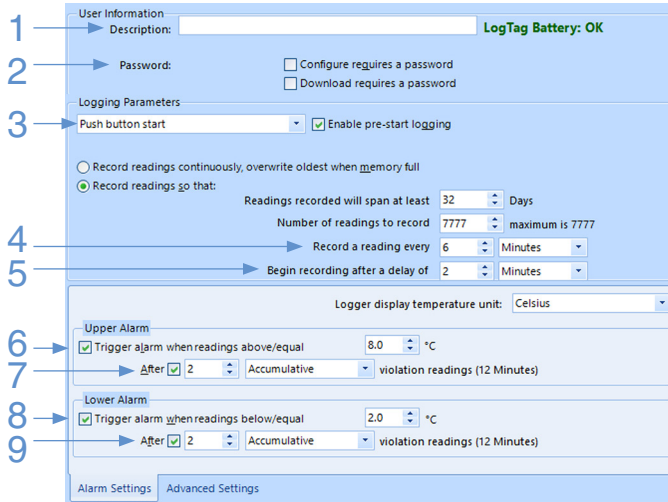 User Information
1 Description: LogTag Battery: OK
2 Password: Configure requires a password
Download requires a password
Logging Parameters
3 Push button start Enable pre-start logging
Record readings continuously, overwrite oldest when memory full
Record readings so that:
Readings recorded will span at least 32 Days
Number of readings to record 7777 maximum is 7777
4 Record a reading every 6 Minutes
5 Begin recording after a delay of 2 Minutes
Logger display temperature unit: Celsius
Upper Alarm
6 Trigger alarm when readings above/equal 8.0 °C
7 After 2 Accumulative violation readings (12 Minutes)
Lower Alarm
8 Trigger alarm when readings below/equal 2.0 °C
9 After 2 Accumulative violation readings (12 Minutes)
Alarm Settings Advanced Settings